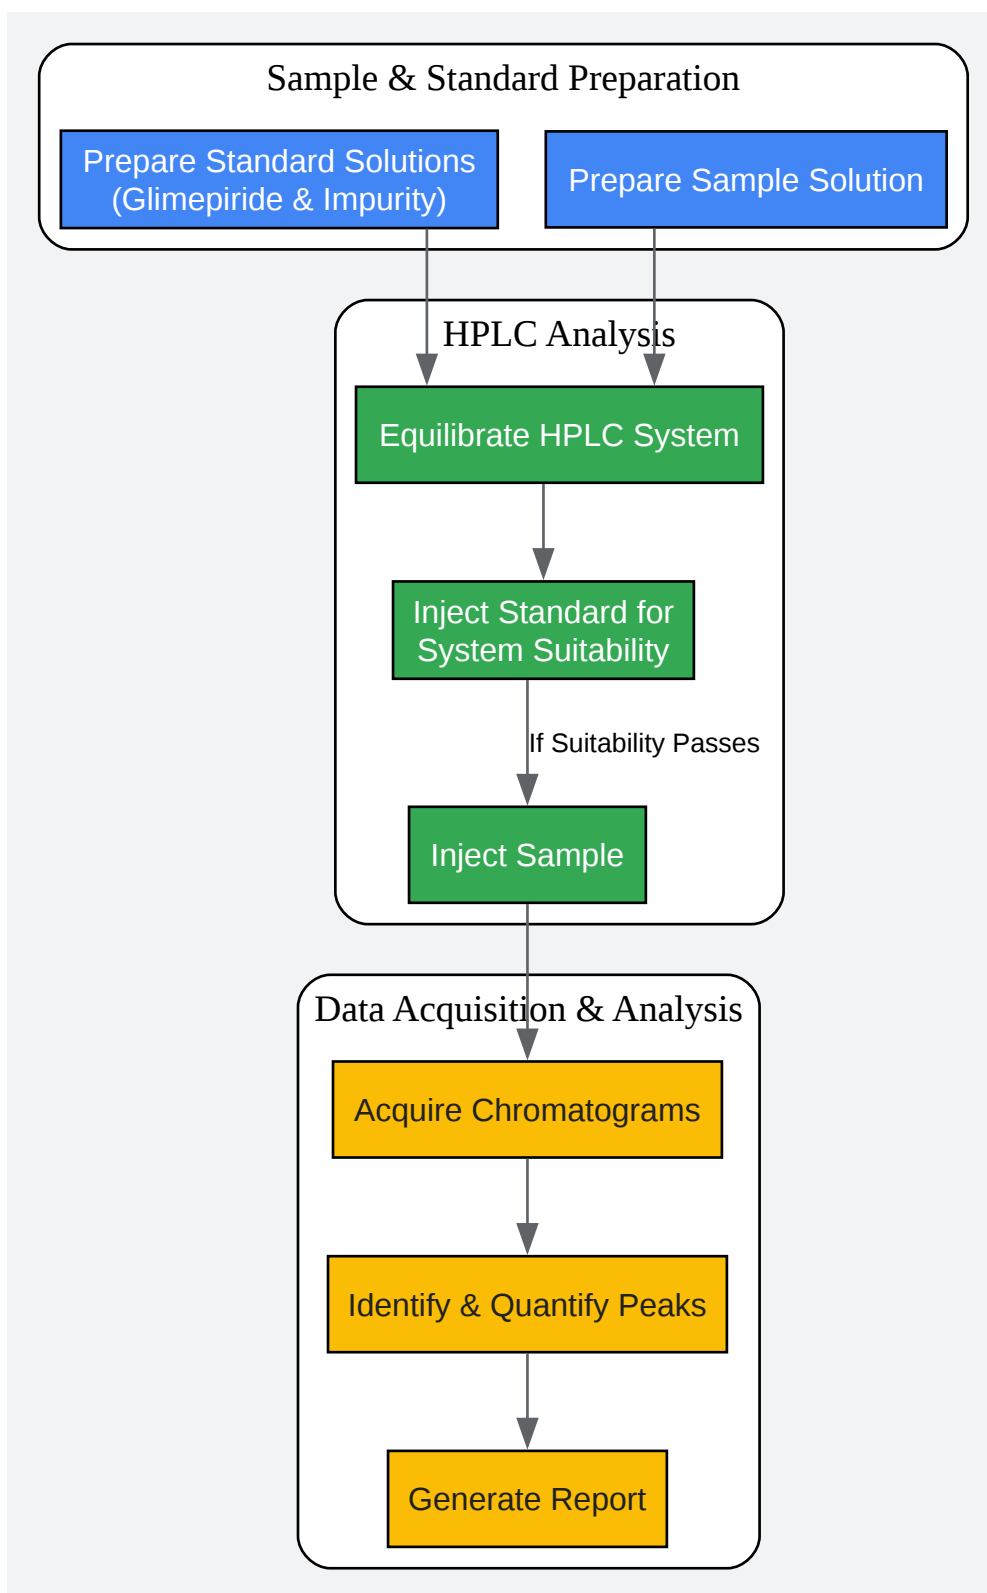 Sample & Standard Preparation
Prepare Standard Solutions
(Glimepiride & Impurity)
Prepare Sample Solution
HPLC Analysis
Equilibrate HPLC System
Inject Standard for
System Suitability
If Suitability Passes
Inject Sample
Data Acquisition & Analysis
Acquire Chromatograms
Identify & Quantify Peaks
Generate Report